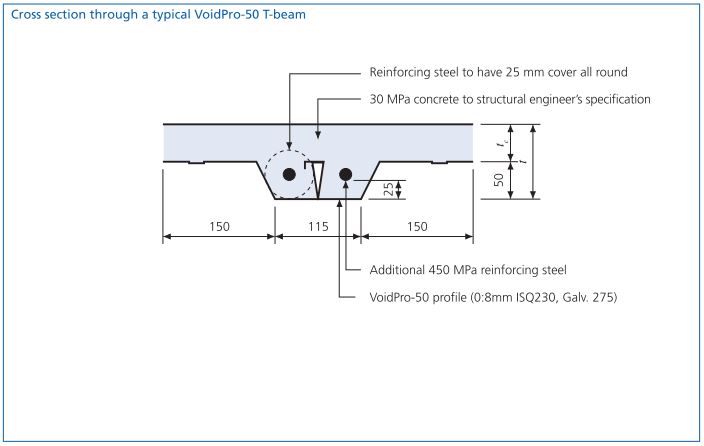 Cross section through a typical VoidPro-50 T-beam
Reinforcing steel to have 25 mm cover all round
30 MPa concrete to structural engineer's specification
tc
t
50
25
150
115
150
Additional 450 MPa reinforcing steel
VoidPro-50 profile (0:8mm ISQ230, Galv. 275)